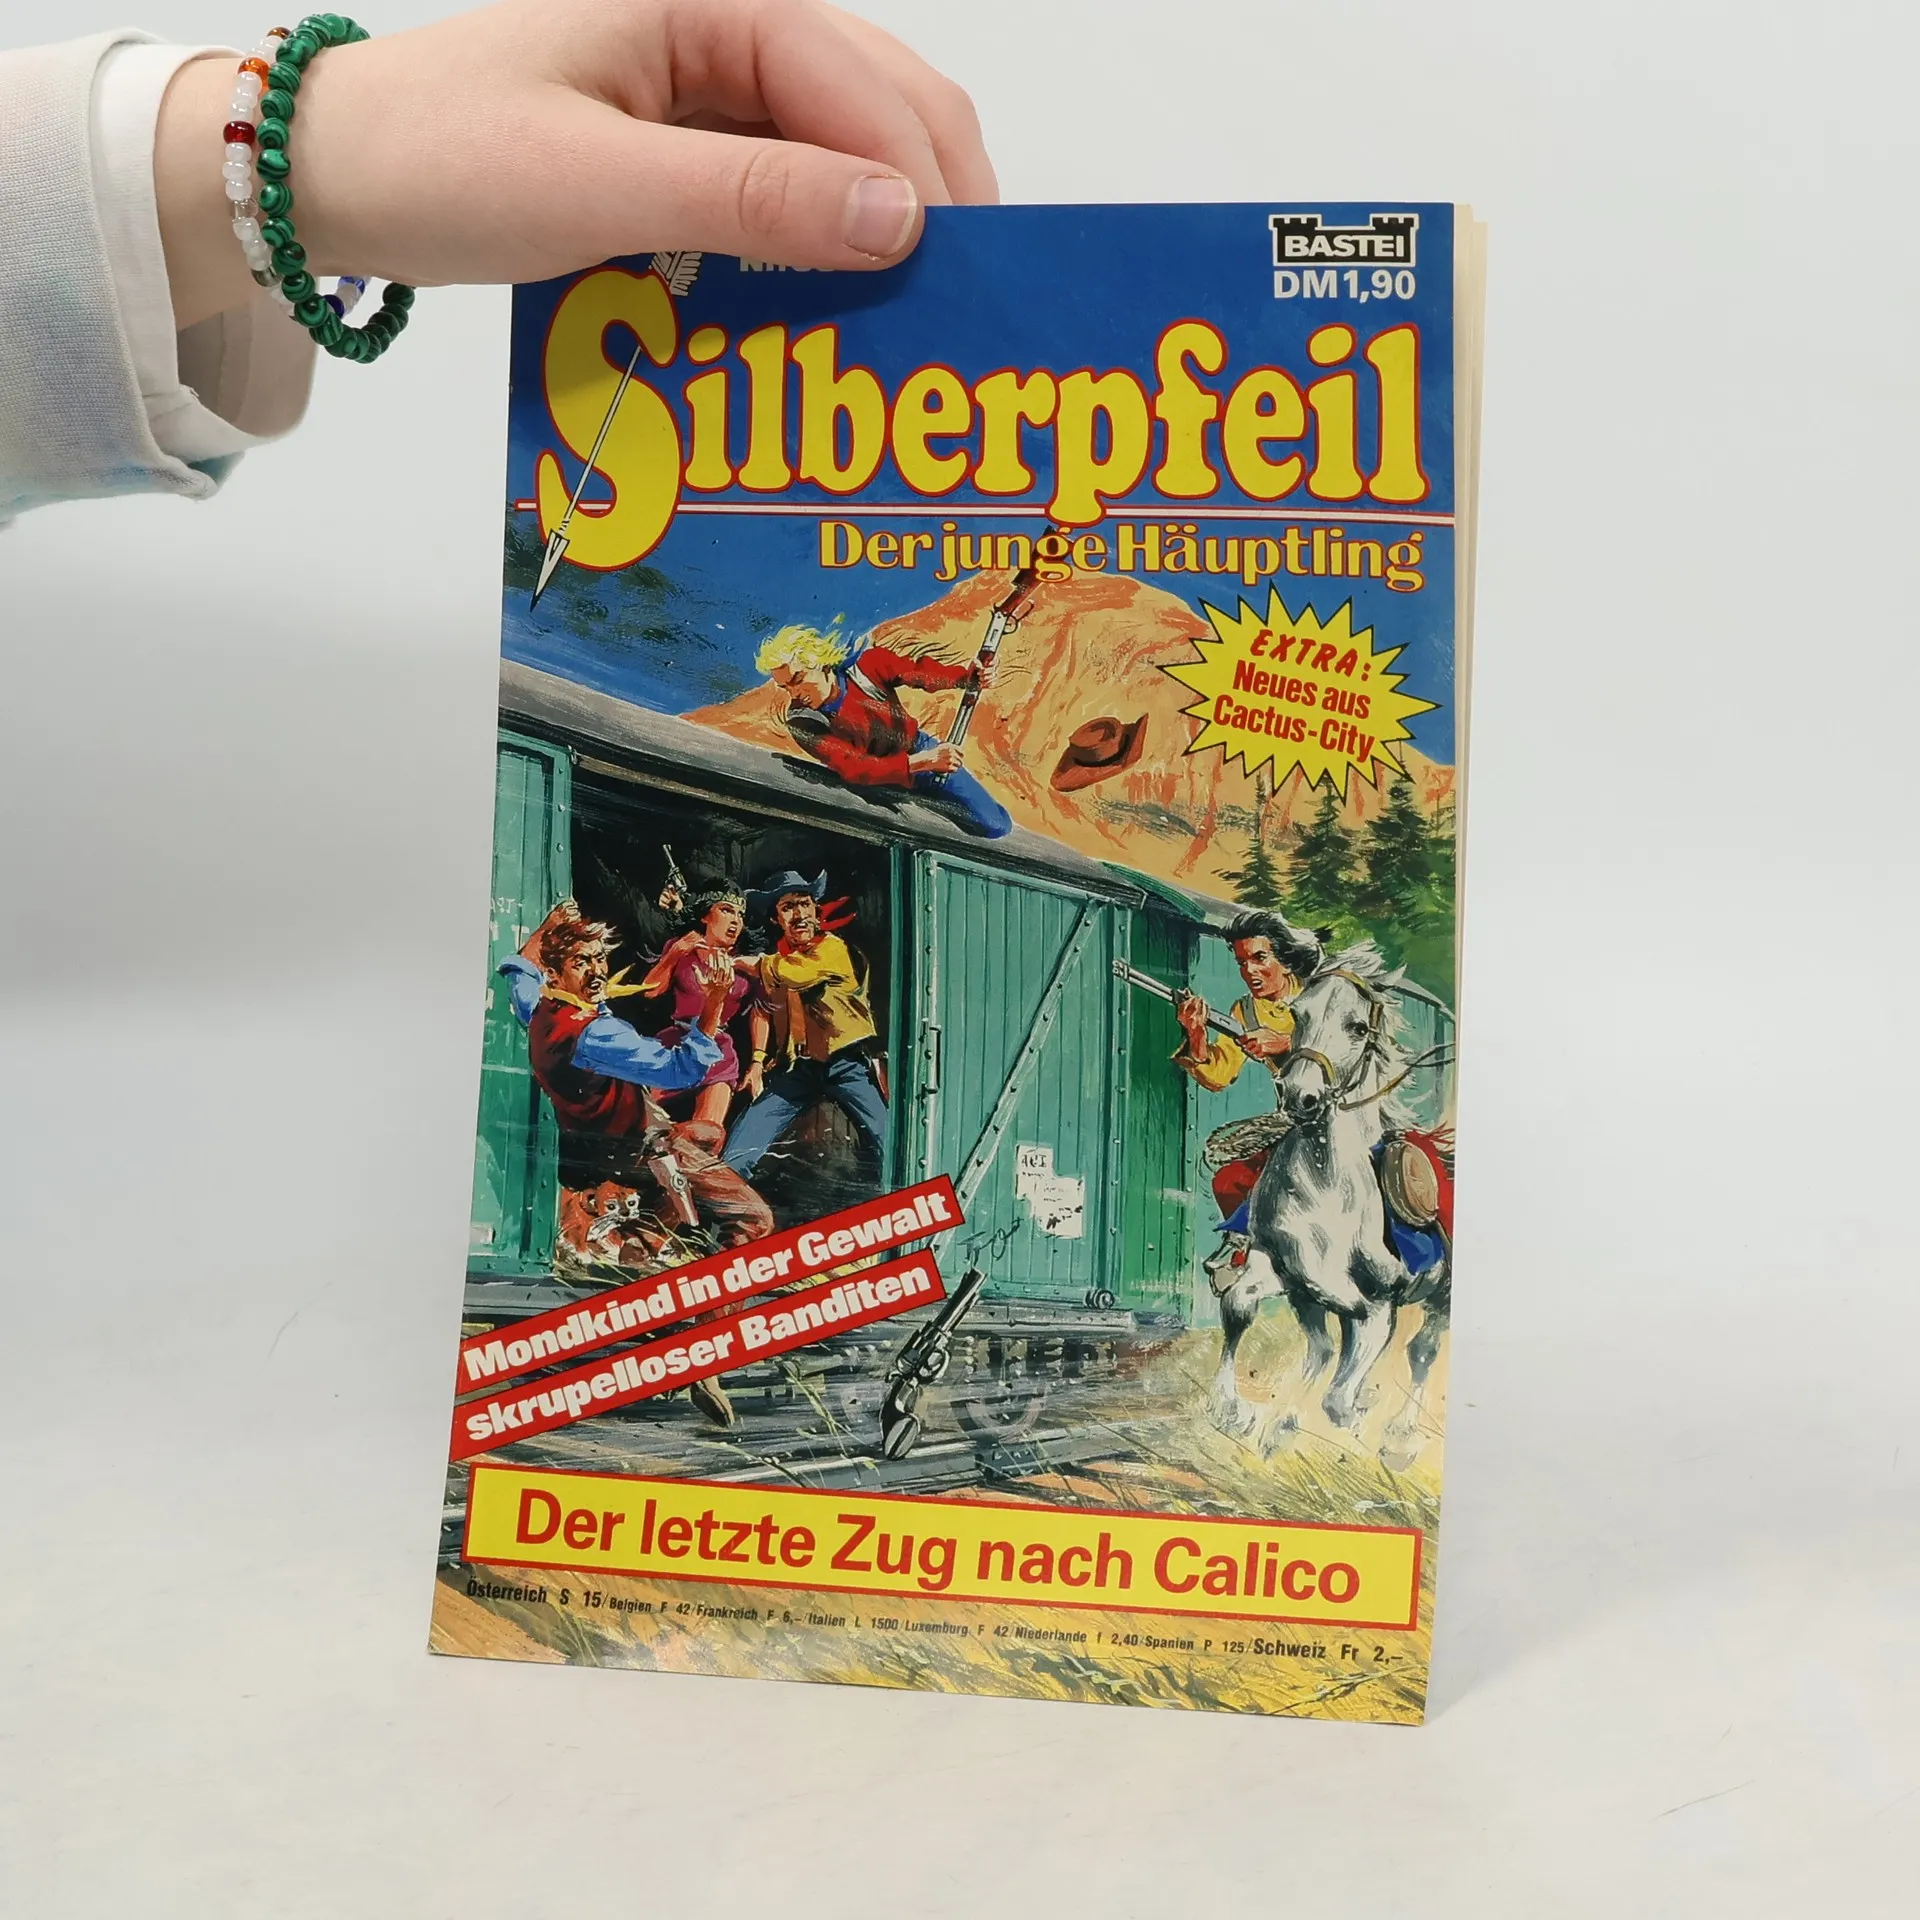 BASTEI
DM 1,90
Silberpfeil
Der junge Häuptling
EXTRA:
Neues aus
Cactus-City
Mondkind in der Gewalt
skrupelloser Banditen
Der letzte Zug nach Calico
Österreich S 15/Belgien F 42/Frankreich F 6,-/Italien L 1500/Luxemburg F 42/Niederlande f 2,40/Spanien P 125/Schweiz Fr 2,-